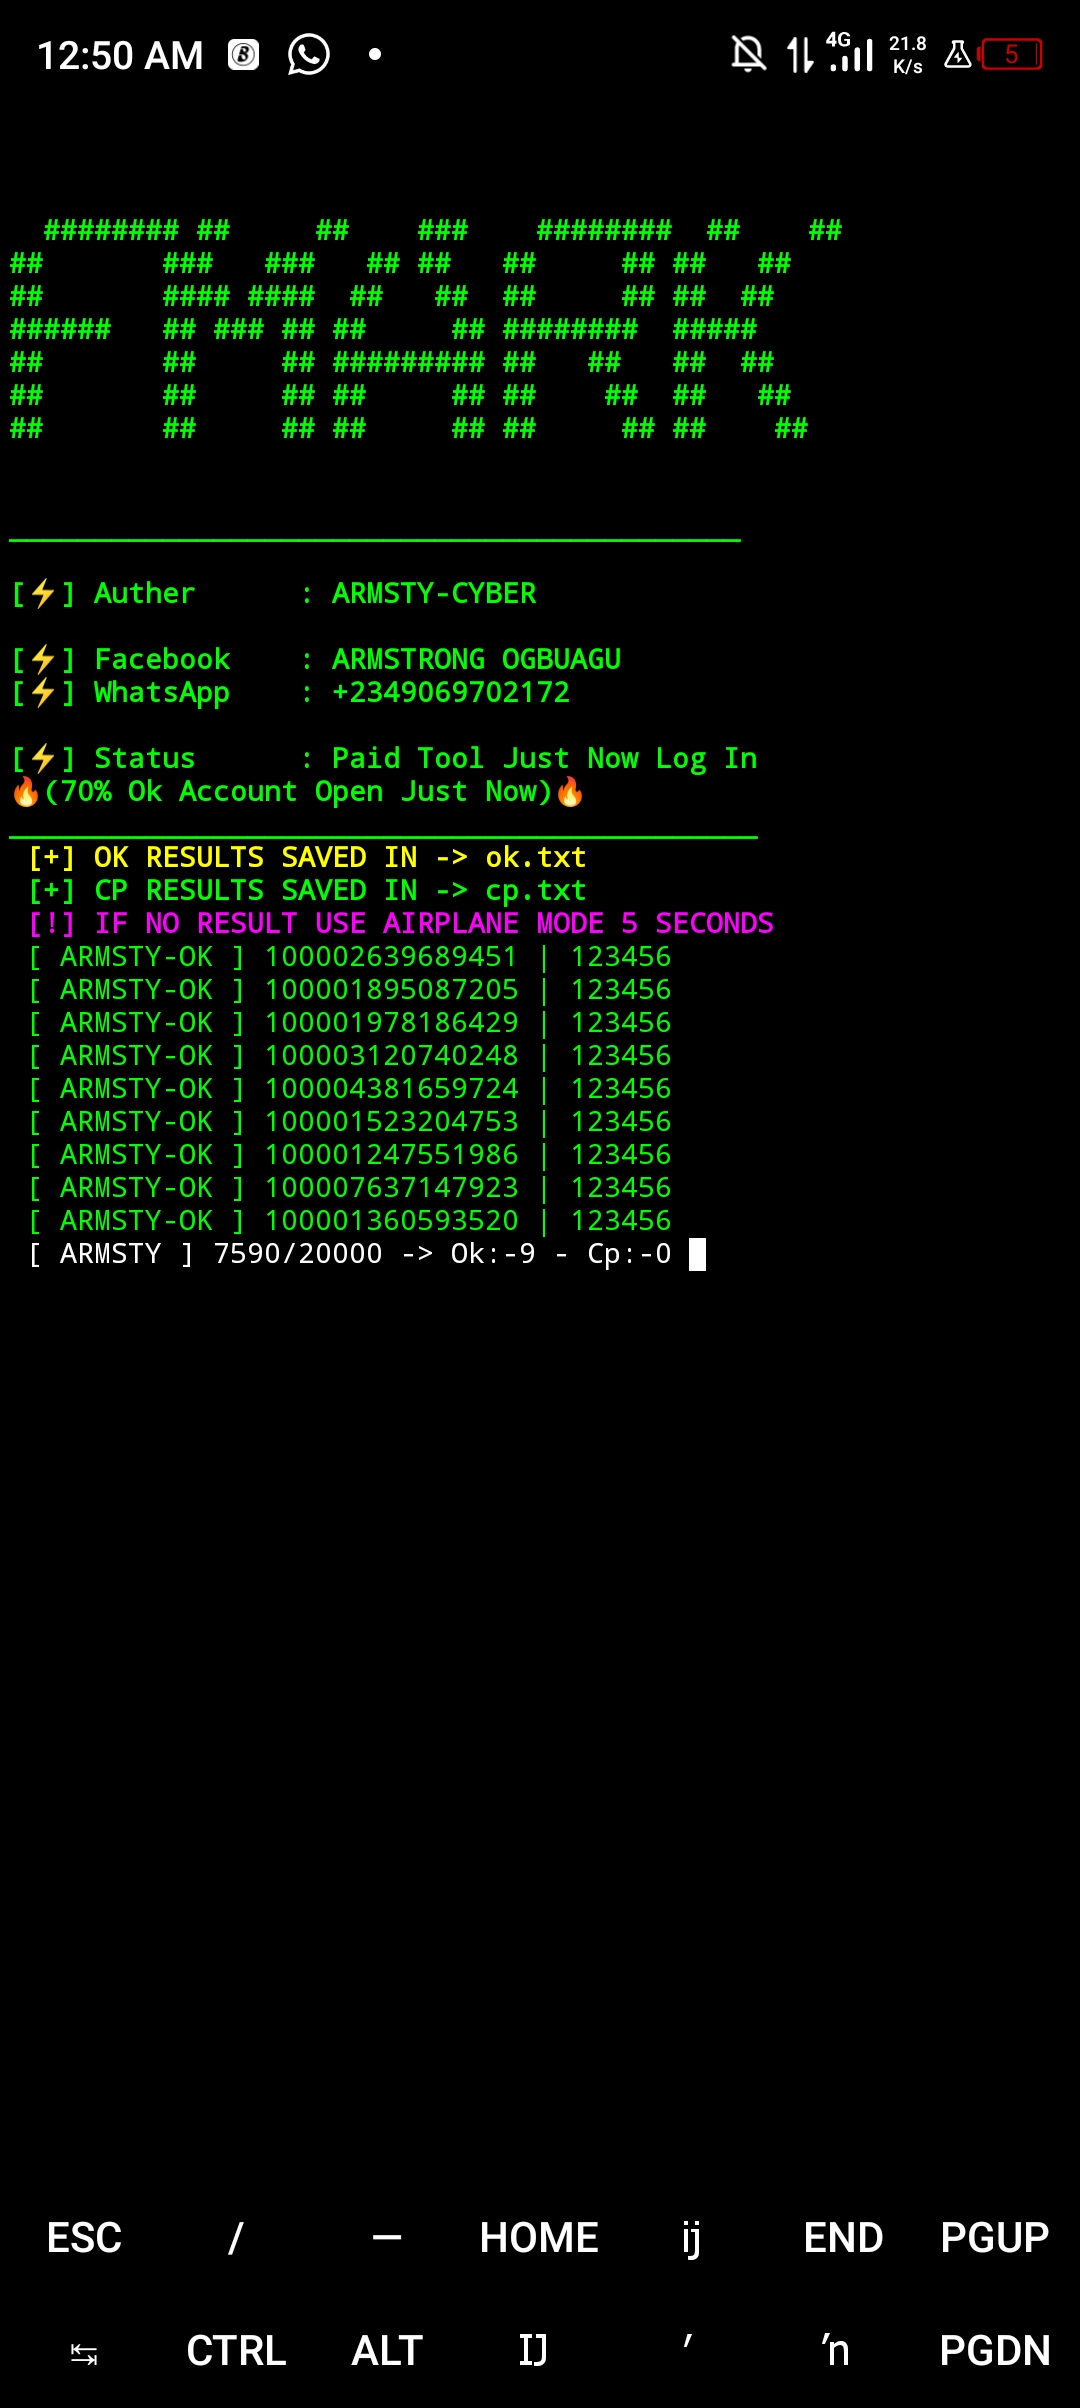 12:50 AM
4G
21.8
K/s
5
######## ##     ##    ###    ########  ##    ##
##       ###   ###   ## ##   ##     ## ##   ##
##       #### ####  ##   ##  ##     ## ##  ##
######   ## ### ## ##     ## ########  #####
##       ##     ## ######### ##   ##   ##  ##
##       ##     ## ##     ## ##    ##  ##   ##
##       ##     ## ##     ## ##     ## ##    ##
[⚡] Auther      : ARMSTY-CYBER
[⚡] Facebook    : ARMSTRONG OGBUAGU
[⚡] WhatsApp    : +2349069702172
[⚡] Status      : Paid Tool Just Now Log In
🔥(70% Ok Account Open Just Now)🔥
[+] OK RESULTS SAVED IN -> ok.txt
[+] CP RESULTS SAVED IN -> cp.txt
[!] IF NO RESULT USE AIRPLANE MODE 5 SECONDS
[ ARMSTY-OK ] 100002639689451 | 123456
[ ARMSTY-OK ] 100001895087205 | 123456
[ ARMSTY-OK ] 100001978186429 | 123456
[ ARMSTY-OK ] 100003120740248 | 123456
[ ARMSTY-OK ] 100004381659724 | 123456
[ ARMSTY-OK ] 100001523204753 | 123456
[ ARMSTY-OK ] 100001247551986 | 123456
[ ARMSTY-OK ] 100007637147923 | 123456
[ ARMSTY-OK ] 100001360593520 | 123456
[ ARMSTY ] 7590/20000 -> Ok:-9 - Cp:-0
ESC / — HOME ĳ END PGUP
↹ CTRL ALT Ĳ ′ ŉ PGDN